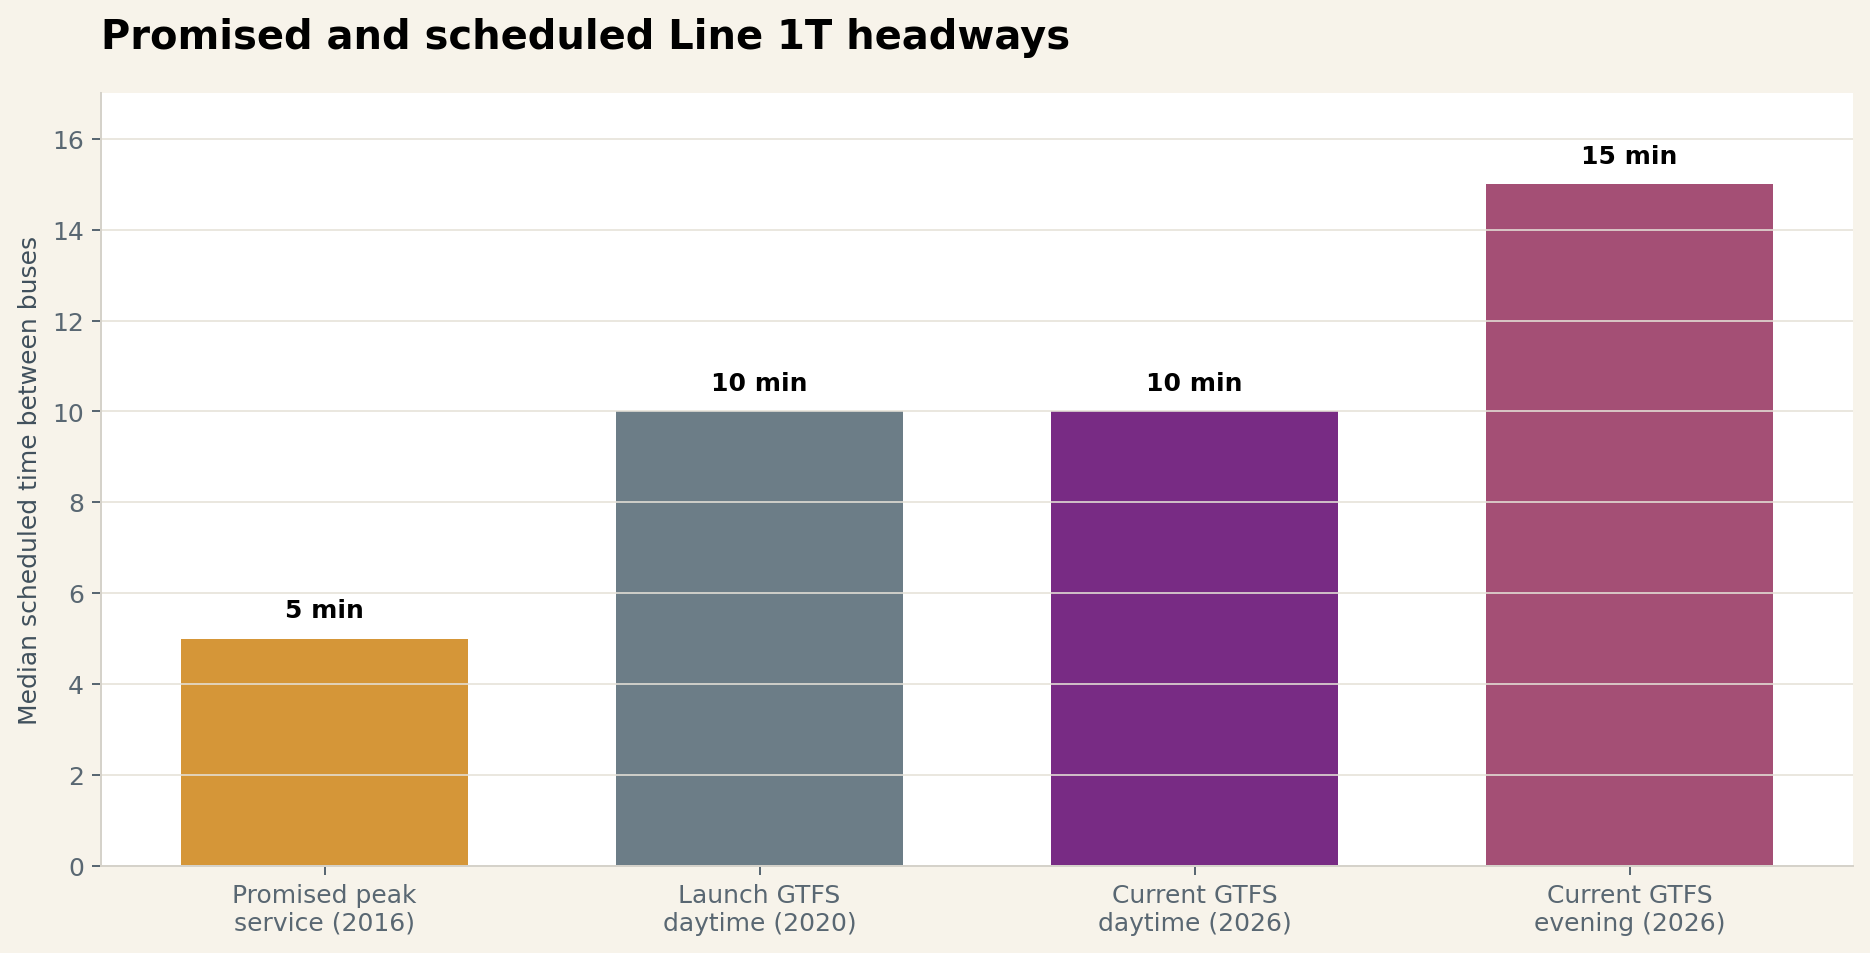 Promised and scheduled Line 1T headways
Median scheduled time between buses
16
14
12
10
8
6
4
2
0
5 min
10 min
10 min
15 min
Promised peak
service (2016)
Launch GTFS
daytime (2020)
Current GTFS
daytime (2026)
Current GTFS
evening (2026)